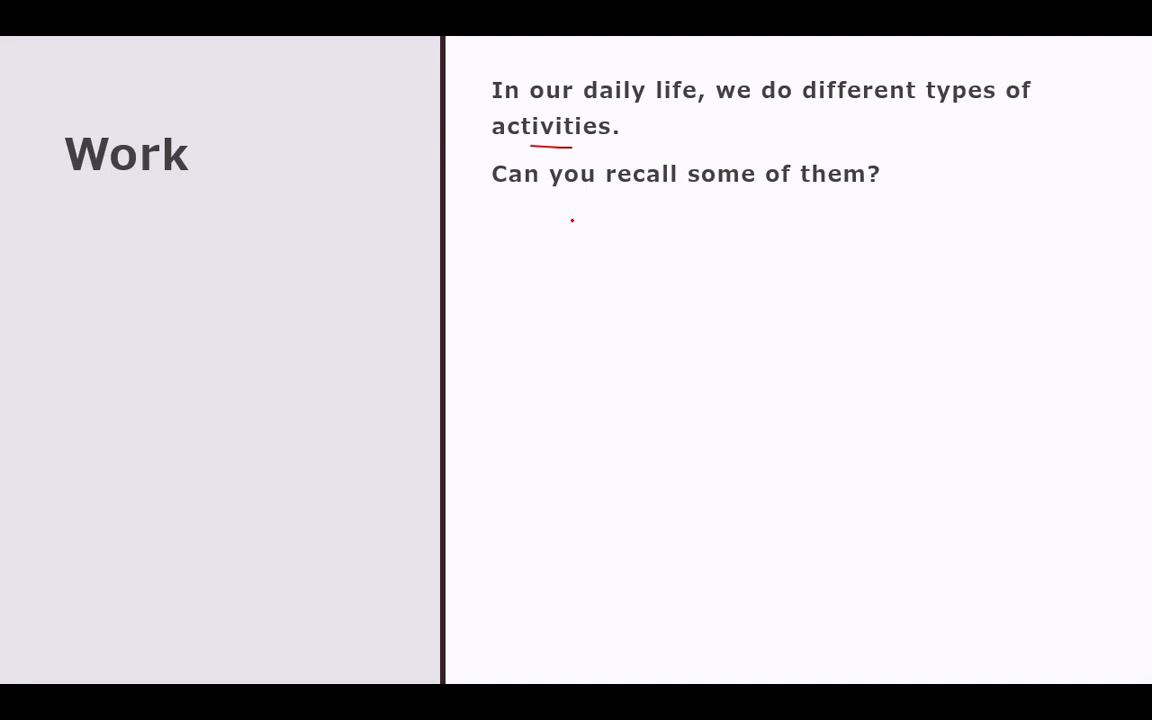 Work
In our daily life, we do different types of
activities.
Can you recall some of them?